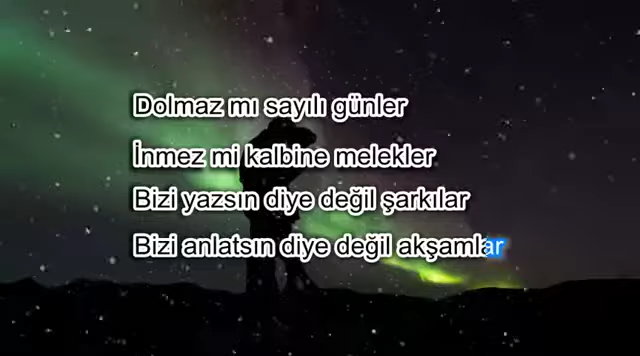 Dolmaz mı sayılı günler
İnmez mi kalbine melekler
Bizi yazsın diye değil şarkılar
Bizi anlatsın diye değil akşamlar